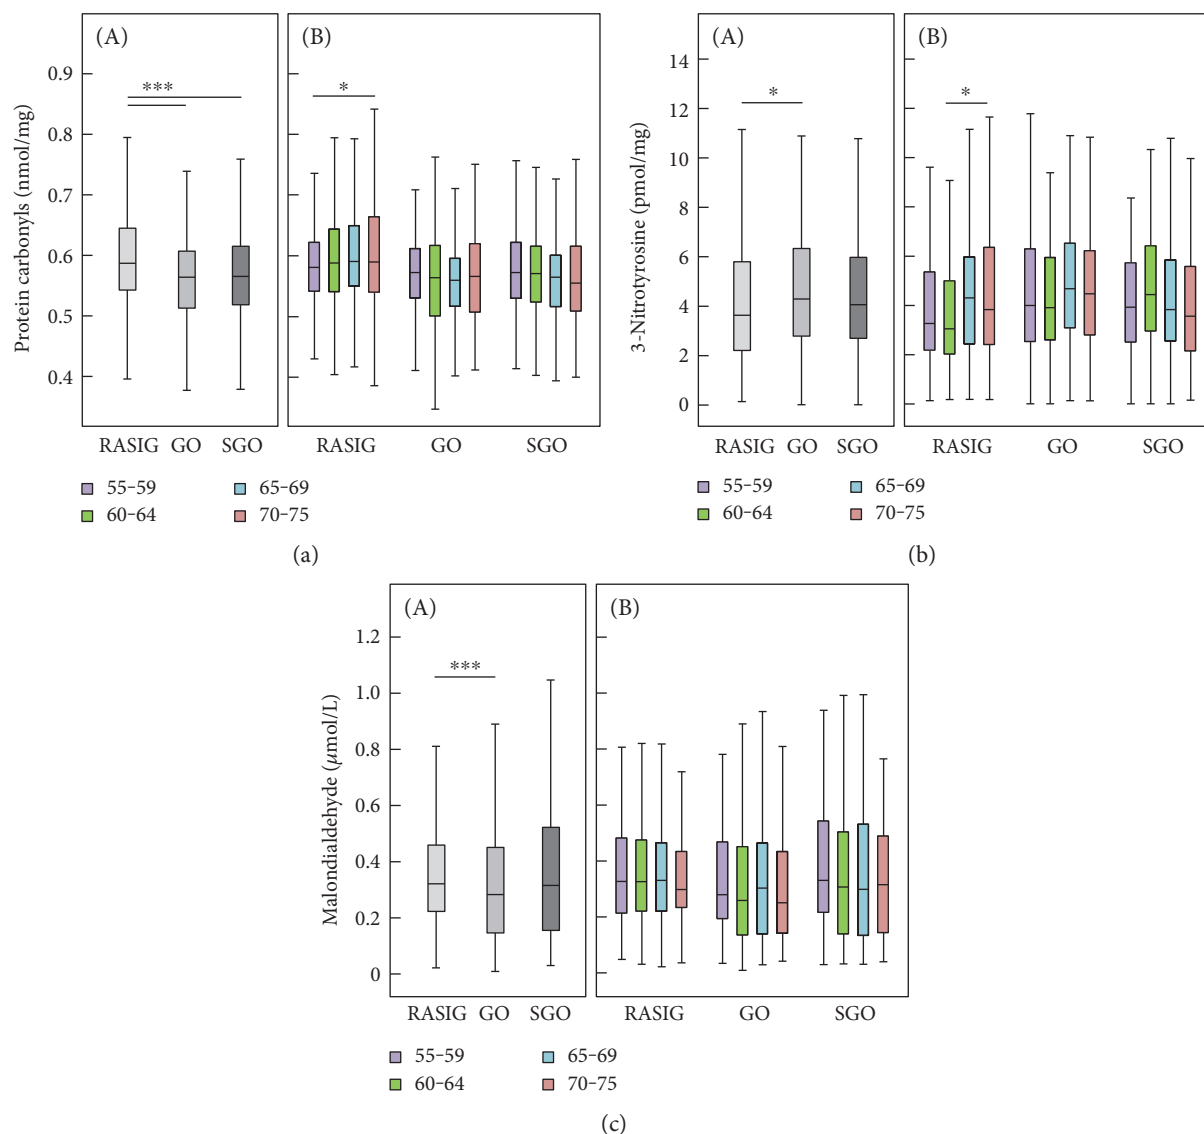 (A)
(B)
***
*
Protein carbonyls (nmol/mg)
0.9
0.8
0.7
0.6
0.5
0.4
RASIG GO SGO
RASIG GO SGO
55–59
65–69
60–64
70–75
(a)
(A)
(B)
*
*
3-Nitrotyrosine (pmol/mg)
14
12
10
8
6
4
2
0
RASIG GO SGO
RASIG GO SGO
55–59
65–69
60–64
70–75
(b)
(A)
(B)
***
Malondialdehyde (μmol/L)
1.2
1.0
0.8
0.6
0.4
0.2
0
RASIG GO SGO
RASIG GO SGO
55–59
65–69
60–64
70–75
(c)